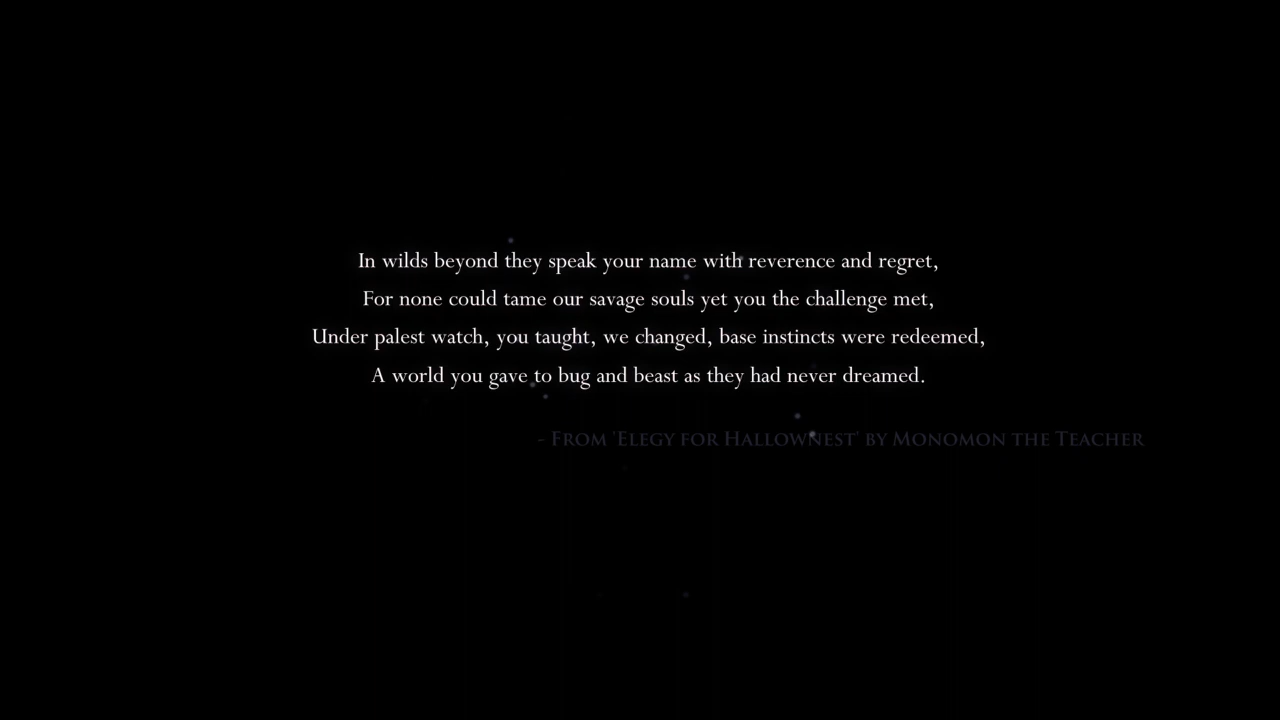 In wilds beyond they speak your name with reverence and regret,
For none could tame our savage souls yet you the challenge met,
Under palest watch, you taught, we changed, base instincts were redeemed,
A world you gave to bug and beast as they had never dreamed.
- From 'Elegy for Hallownest' by Monomon the Teacher